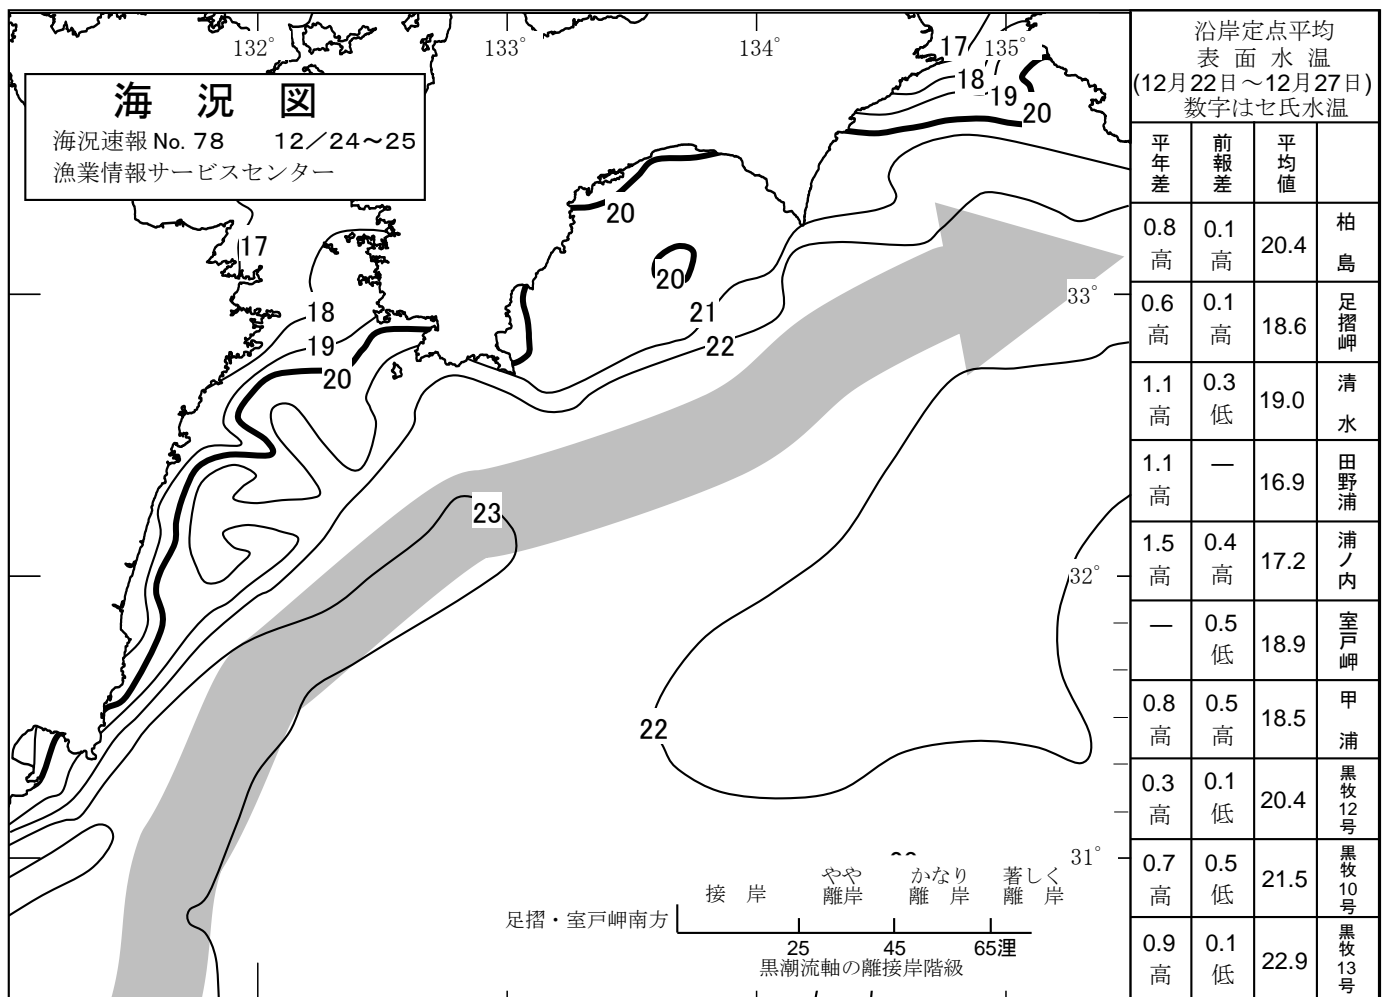 132°
133°
134°
135°
海況図
海況速報 No. 78 12／24～25
漁業情報サービスセンター
17
18
19
20
17
18
19
20
20
20
21
22
23
22
33°
32°
31°
接岸
やや離岸
かなり離岸
著しく離岸
足摺・室戸岬南方
25 45 65浬
黒潮流軸の離接岸階級
沿岸定点平均
表面水温
(12月22日～12月27日)
数字はセ氏水温
平年差 前報差 平均値
0.8高 0.1高 20.4 柏島
0.6高 0.1高 18.6 足摺岬
1.1高 0.3低 19.0 清水
1.1高 — 16.9 田野浦
1.5高 0.4高 17.2 浦ノ内
— 0.5低 18.9 室戸岬
0.8高 0.5高 18.5 甲浦
0.3高 0.1低 20.4 黒牧12号
0.7高 0.5低 21.5 黒牧10号
0.9高 0.1低 22.9 黒牧13号